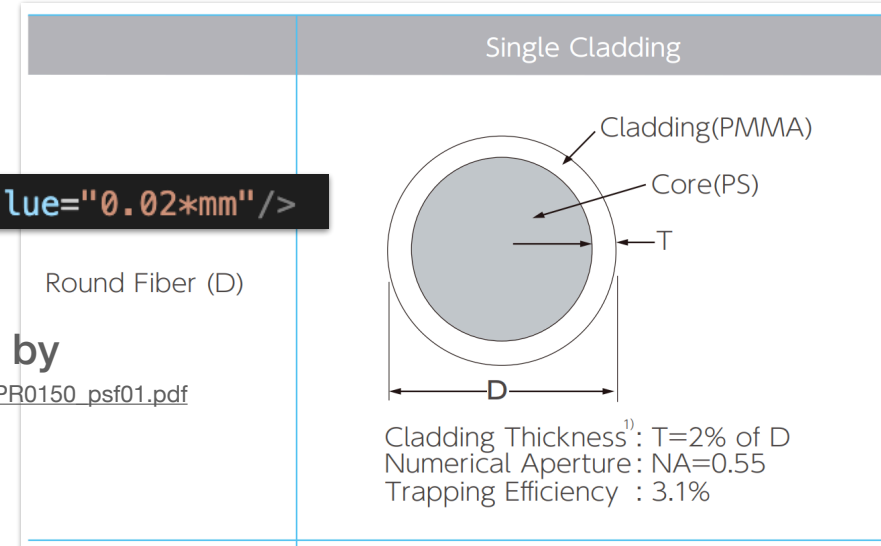 Single Cladding
Cladding(PMMA)
Core(PS)
lue="0.02*mm"/>
T
Round Fiber (D)
by
PR0150_psf01.pdf
D
Cladding Thickness¹⁾: T=2% of D
Numerical Aperture: NA=0.55
Trapping Efficiency : 3.1%